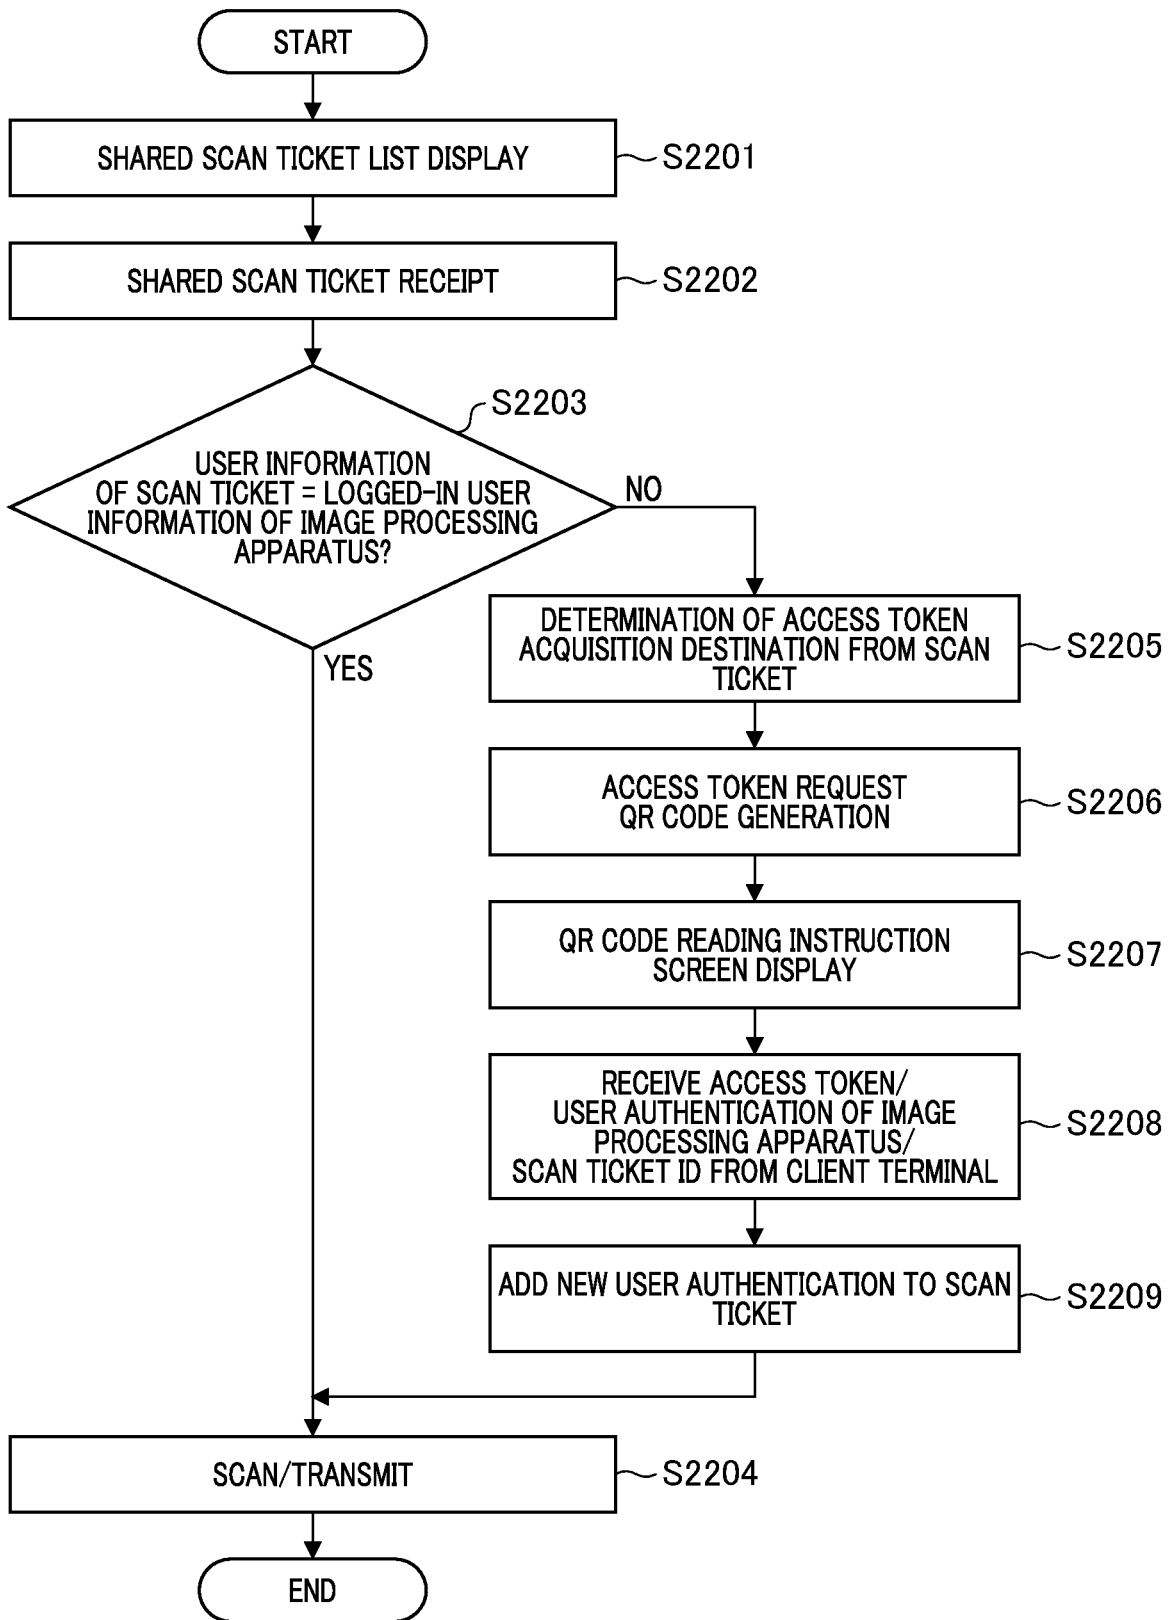 START
SHARED SCAN TICKET LIST DISPLAY
S2201
SHARED SCAN TICKET RECEIPT
S2202
S2203
USER INFORMATION
OF SCAN TICKET = LOGGED-IN USER
INFORMATION OF IMAGE PROCESSING
APPARATUS?
NO
YES
DETERMINATION OF ACCESS TOKEN
ACQUISITION DESTINATION FROM SCAN
TICKET
S2205
ACCESS TOKEN REQUEST
QR CODE GENERATION
S2206
QR CODE READING INSTRUCTION
SCREEN DISPLAY
S2207
RECEIVE ACCESS TOKEN/
USER AUTHENTICATION OF IMAGE
PROCESSING APPARATUS/
SCAN TICKET ID FROM CLIENT TERMINAL
S2208
ADD NEW USER AUTHENTICATION TO SCAN
TICKET
S2209
SCAN/TRANSMIT
S2204
END